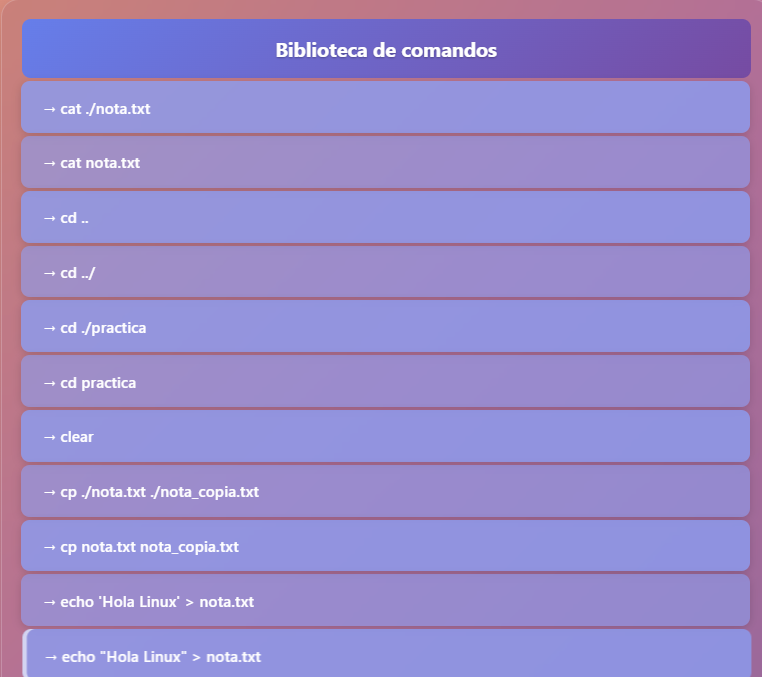 Biblioteca de comandos
→ cat ./nota.txt
→ cat nota.txt
→ cd ..
→ cd ../
→ cd ./practica
→ cd practica
→ clear
→ cp ./nota.txt ./nota_copia.txt
→ cp nota.txt nota_copia.txt
→ echo 'Hola Linux' > nota.txt
→ echo "Hola Linux" > nota.txt